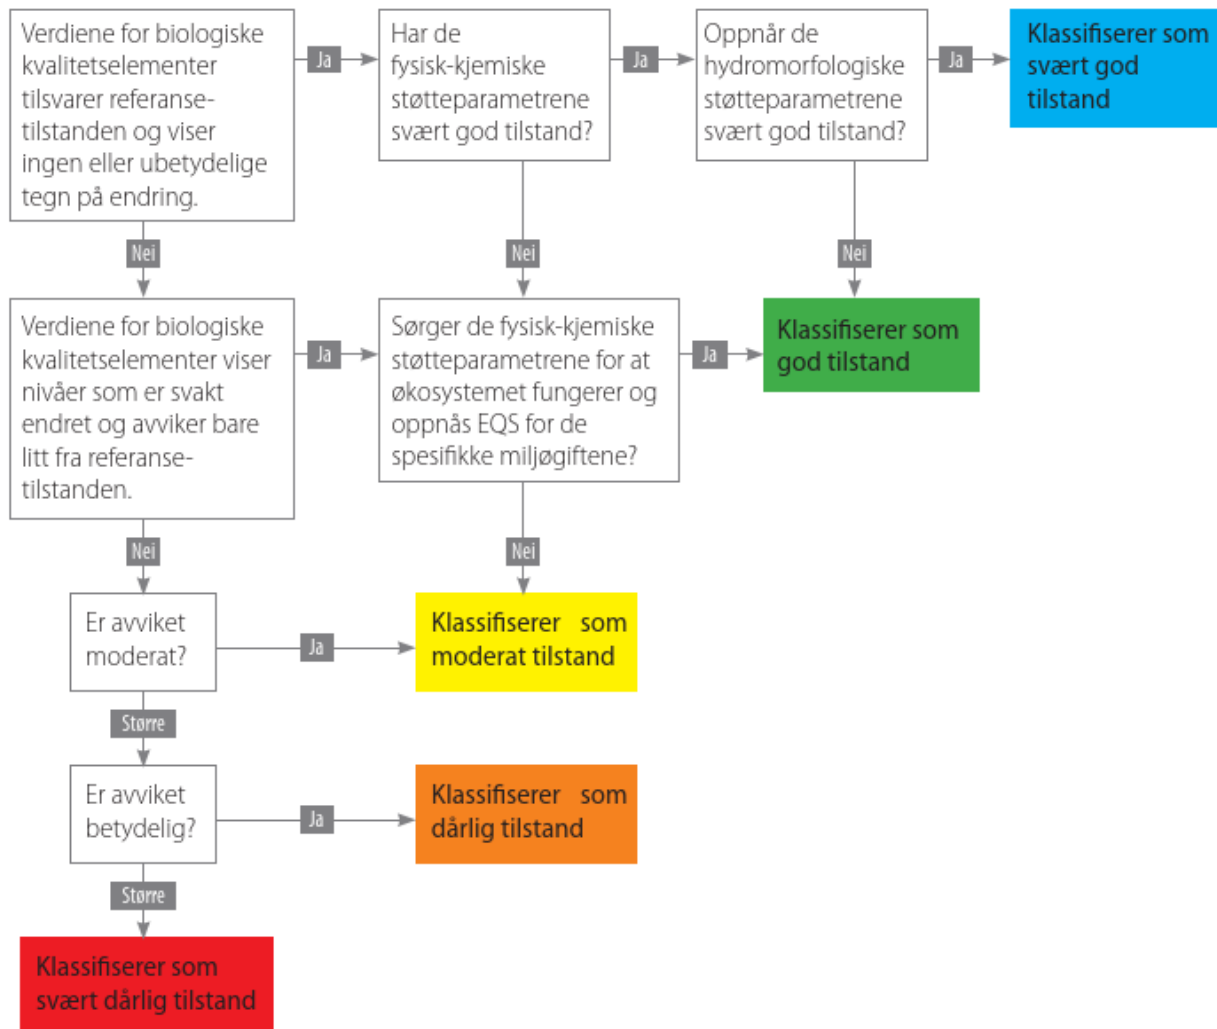 Verdiene for biologiske
kvalitetselementer
tilsvarer referanse-
tilstanden og viser
ingen eller ubetydelige
tegn på endring.
Ja
Har de
fysisk-kjemiske
støtteparametrene
svært god tilstand?
Ja
Oppnår de
hydromorfologiske
støtteparametrene
svært god tilstand?
Ja
Klassifiserer som
svært god
tilstand
Nei
Nei
Nei
Verdiene for biologiske
kvalitetselementer viser
nivåer som er svakt
endret og avviker bare
litt fra referanse-
tilstanden.
Ja
Sørger de fysisk-kjemiske
støtteparametrene for at
økosystemet fungerer og
oppnås EQS for de
spesifikke miljøgiftene?
Ja
Klassifiserer som
god tilstand
Nei
Nei
Er avviket
moderat?
Ja
Klassifiserer som
moderat tilstand
Større
Er avviket
betydelig?
Ja
Klassifiserer som
dårlig tilstand
Større
Klassifiserer som
svært dårlig tilstand